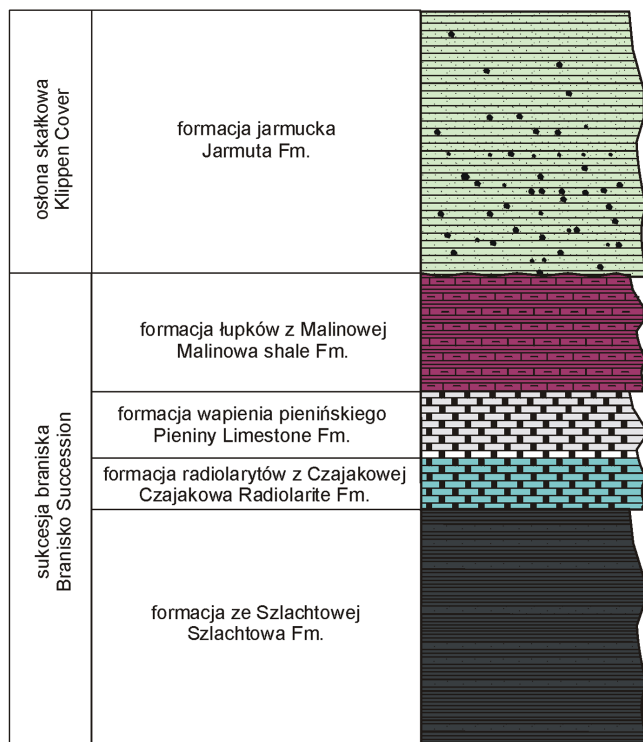 osłona skałkowa
Klippen Cover
formacja jarmucka
Jarmuta Fm.
sukcesja braniska
Branisko Succession
formacja łupków z Malinowej
Malinowa shale Fm.
formacja wapienia pienińskiego
Pieniny Limestone Fm.
formacja radiolarytów z Czajakowej
Czajakowa Radiolarite Fm.
formacja ze Szlachtowej
Szlachtowa Fm.